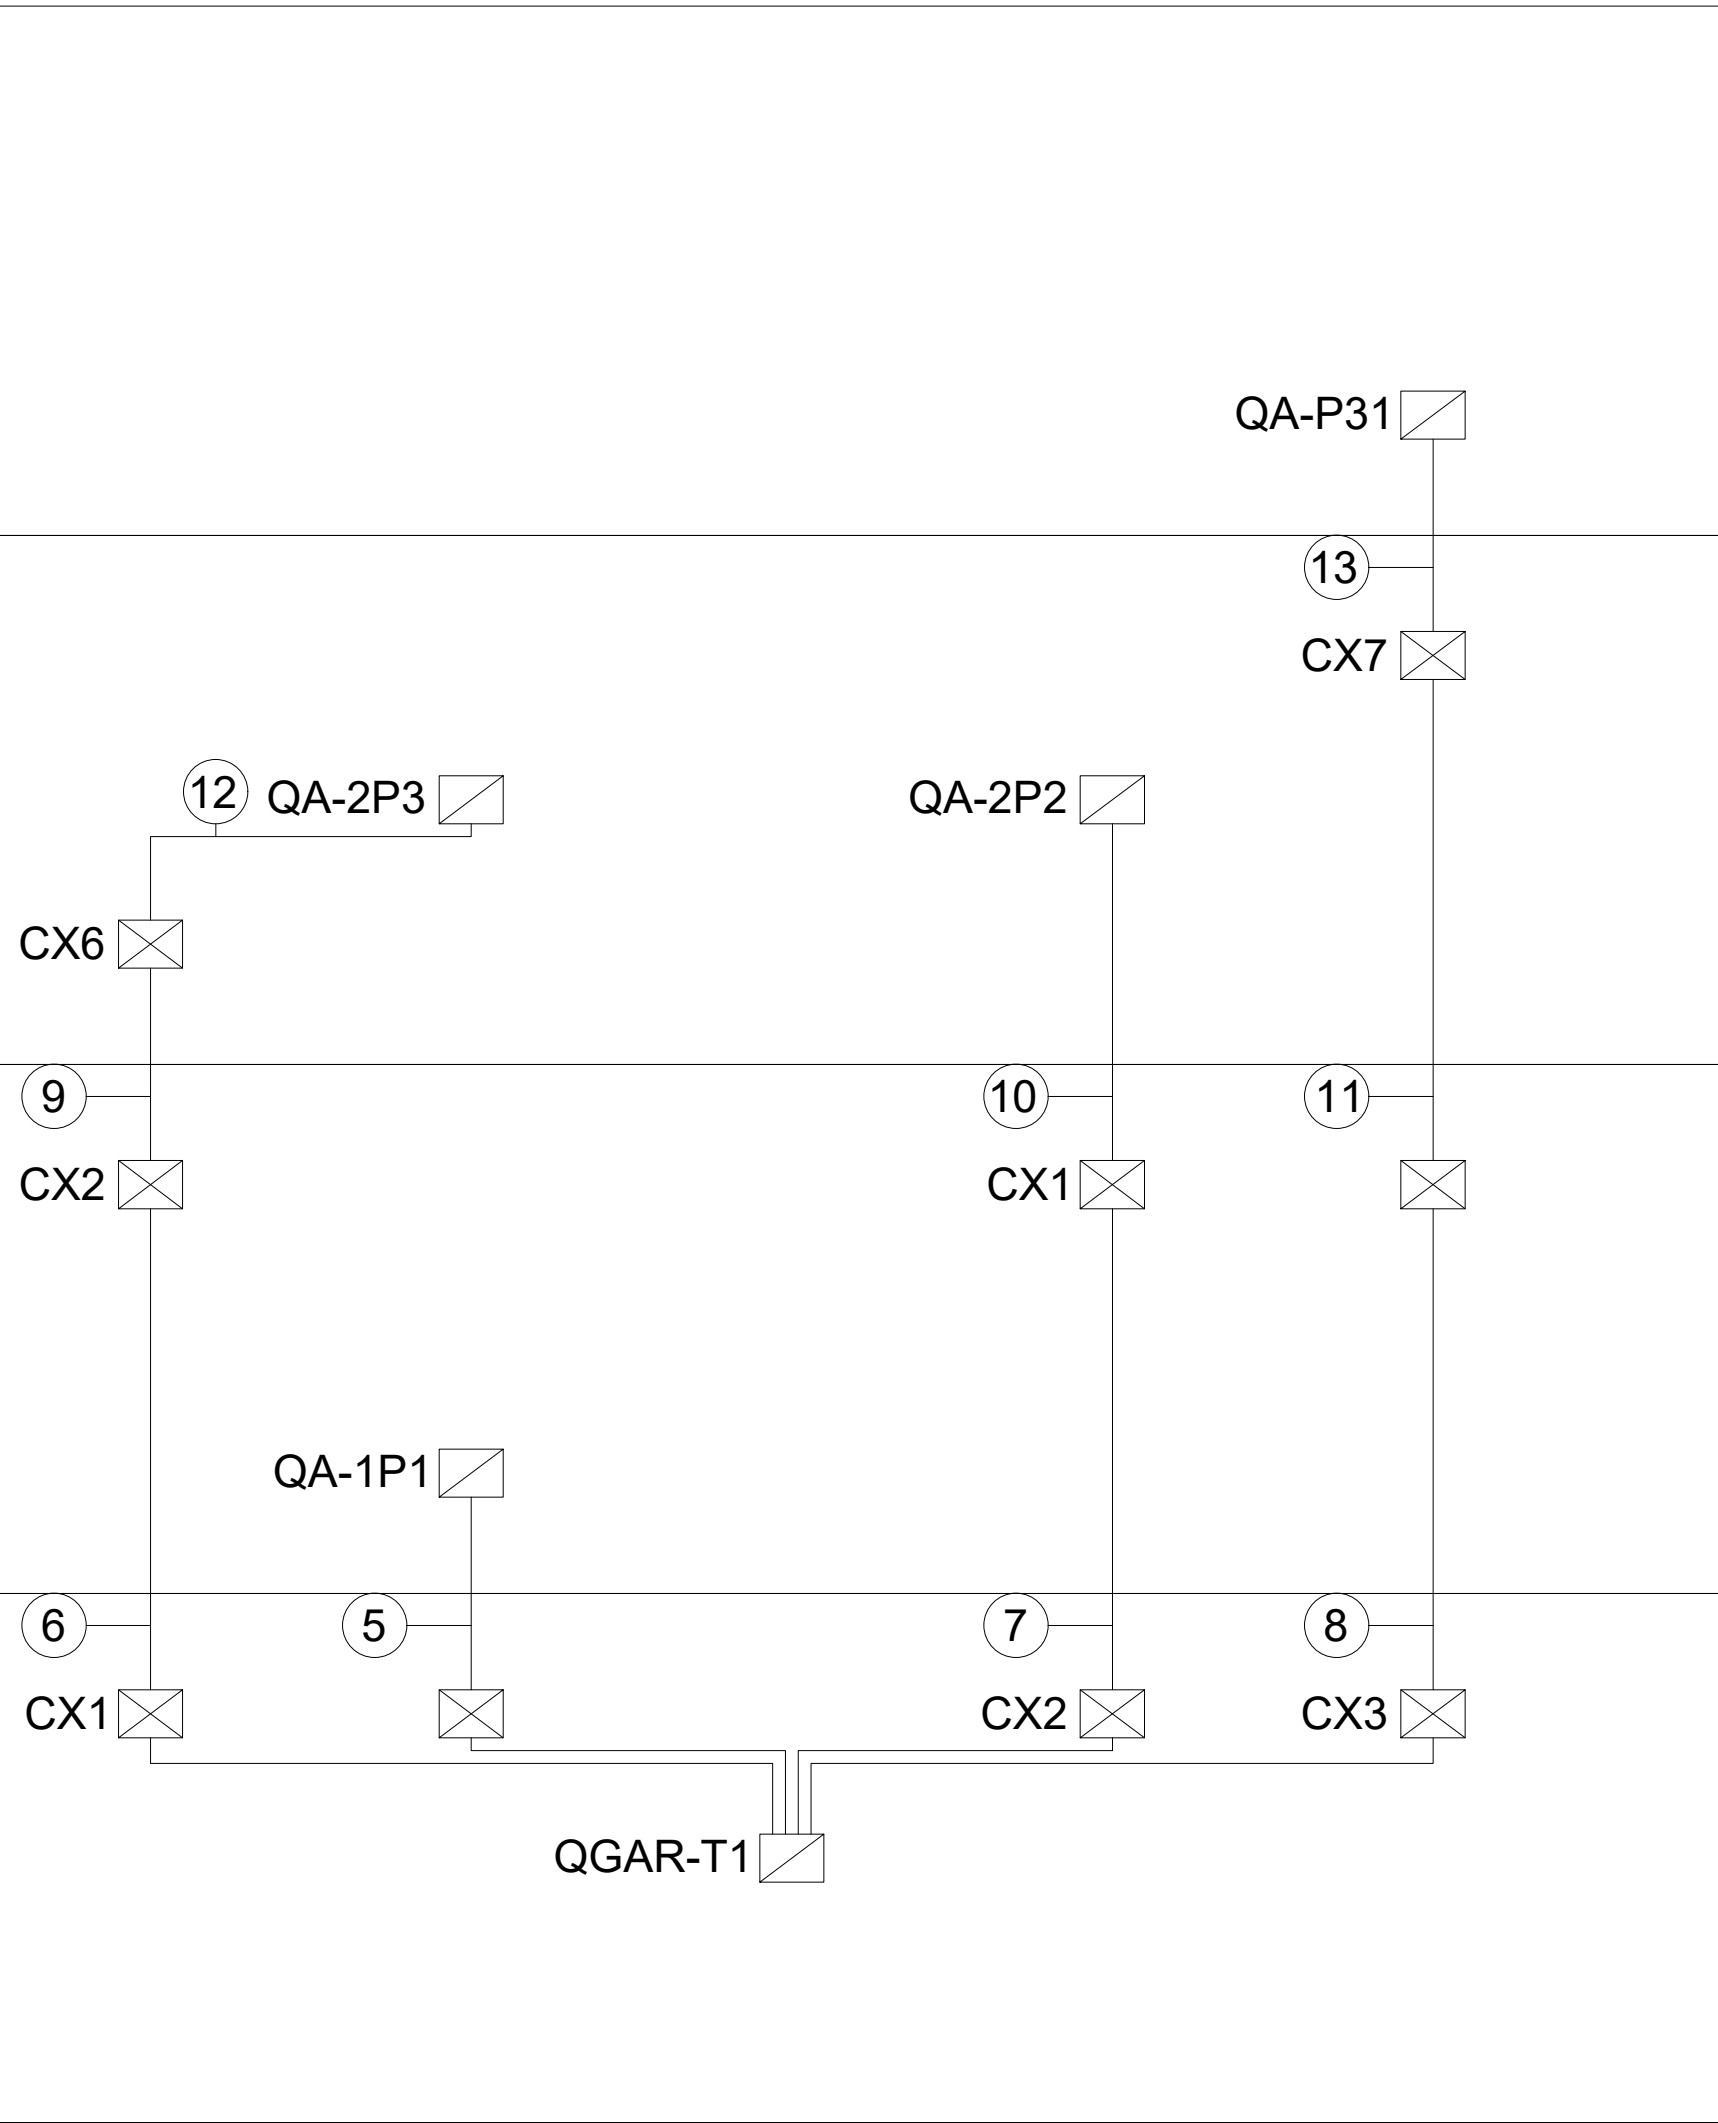 QA-P31
13
CX7
12 QA-2P3 QA-2P2
CX6
9 10 11
CX2 CX1
QA-1P1
6 5 7 8
CX1 CX2 CX3
QGAR-T1